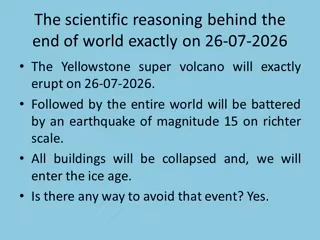 The scientific reasoning behind the
end of world exactly on 26-07-2026
• The Yellowstone super volcano will exactly
erupt on 26-07-2026.
• Followed by the entire world will be battered
by an earthquake of magnitude 15 on richter
scale.
• All buildings will be collapsed and, we will
enter the ice age.
• Is there any way to avoid that event? Yes.